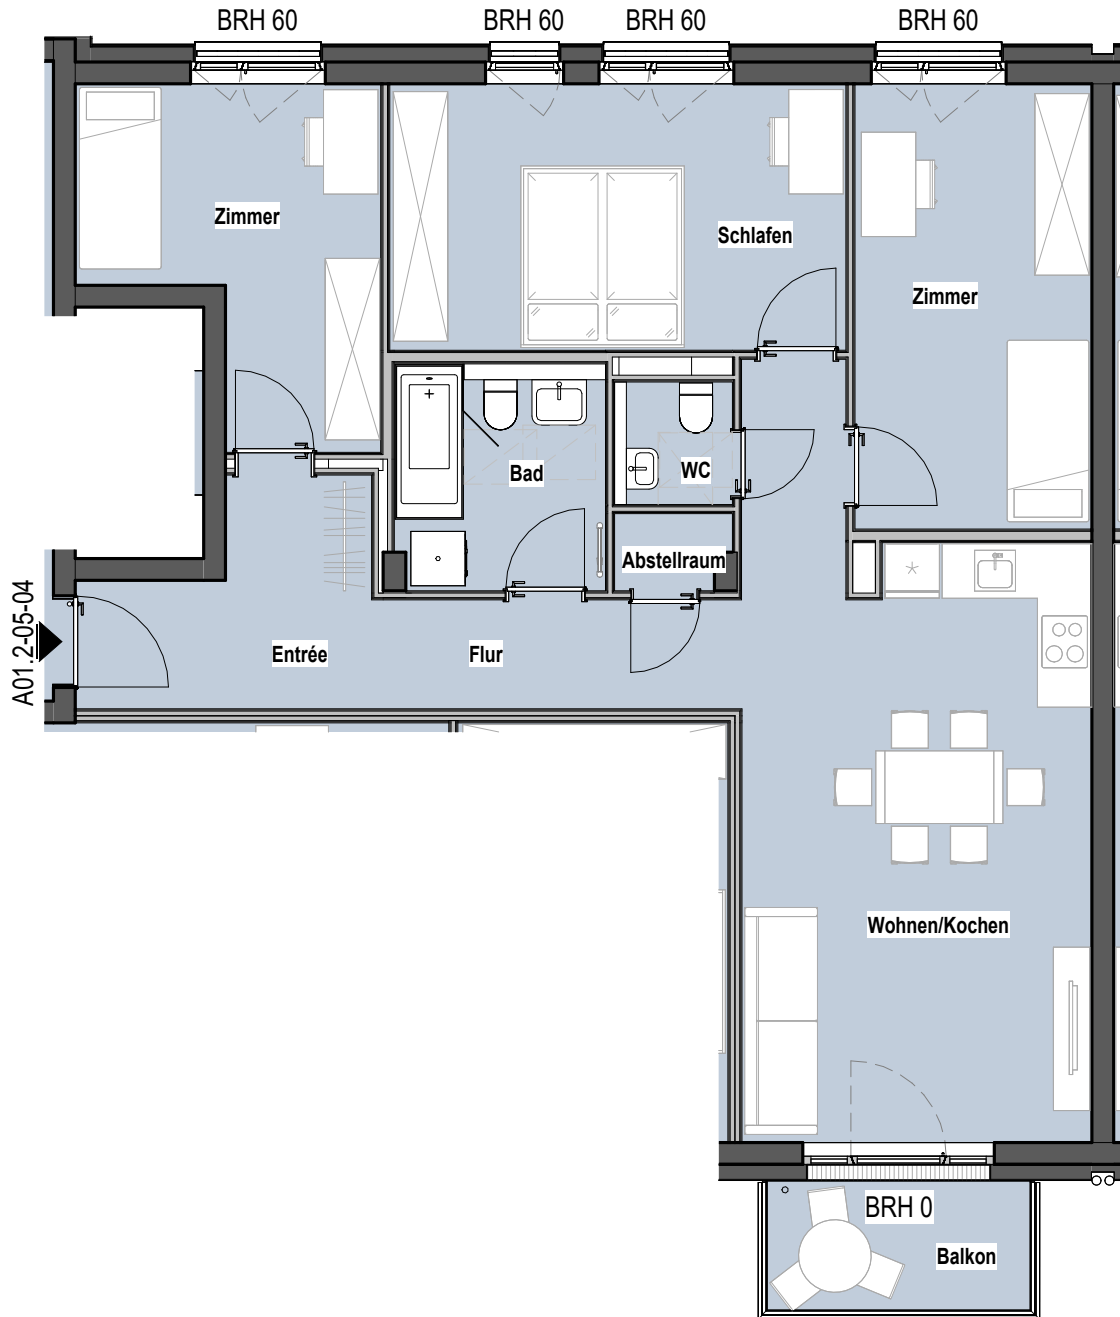 BRH 60
BRH 60
BRH 60
BRH 60
Zimmer
Schlafen
Zimmer
Bad
WC
Abstellraum
A01.2-05-04
Entrée
Flur
Wohnen/Kochen
BRH 0
Balkon